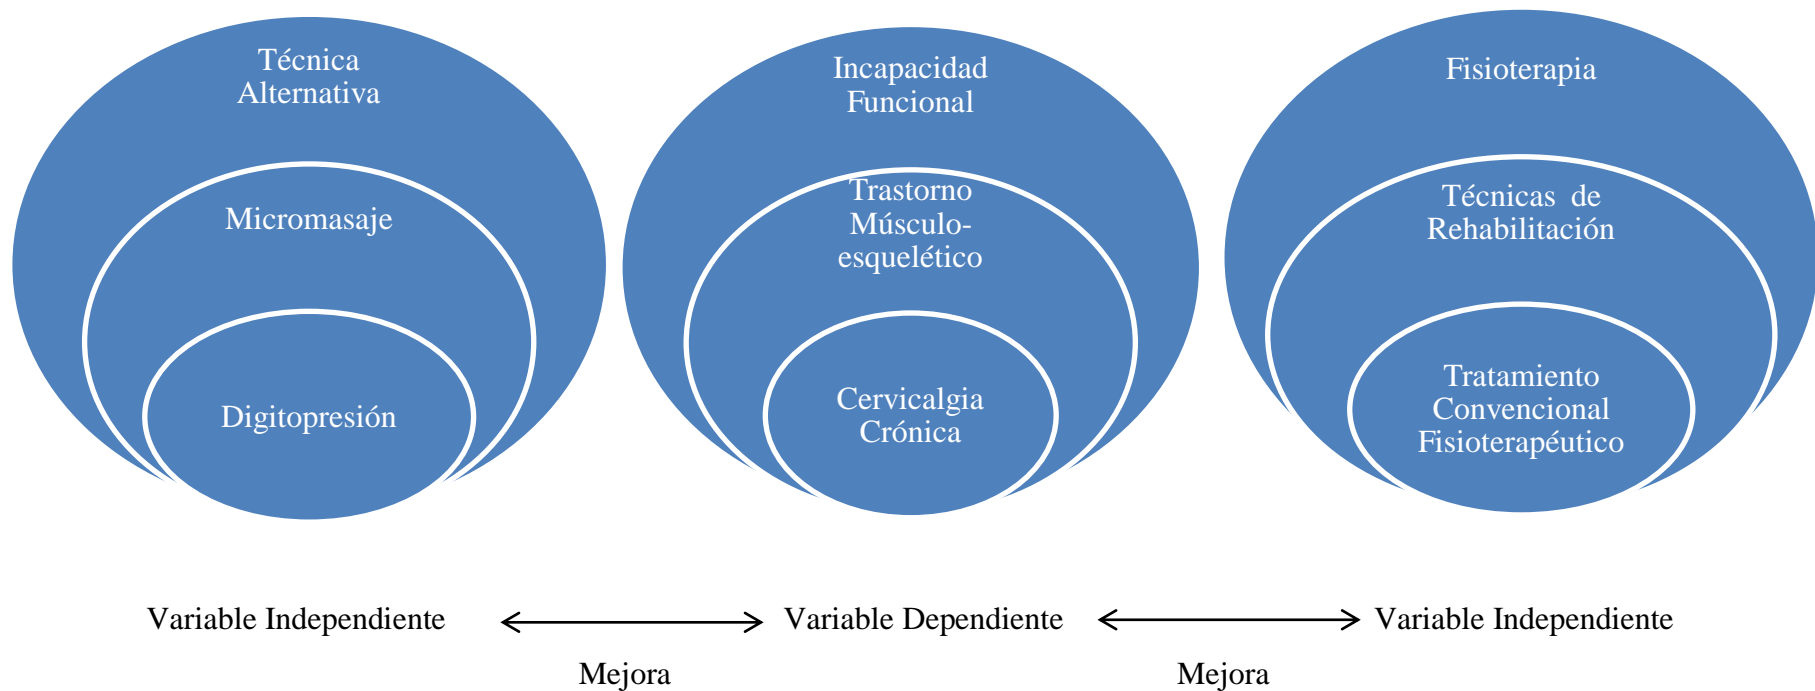 Técnica
Alternativa
Micromasaje
Digitopresión
Incapacidad
Funcional
Trastorno
Músculo-
esquelético
Cervicalgia
Crónica
Fisioterapia
Técnicas de
Rehabilitación
Tratamiento
Convencional
Fisioterapéutico
Variable Independiente
Variable Dependiente
Variable Independiente
Mejora
Mejora